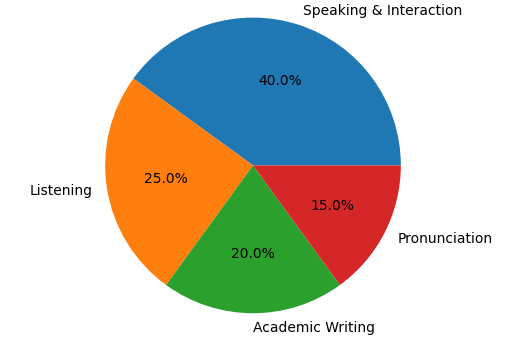 Speaking & Interaction
40.0%
25.0%
Listening
15.0%
Pronunciation
20.0%
Academic Writing